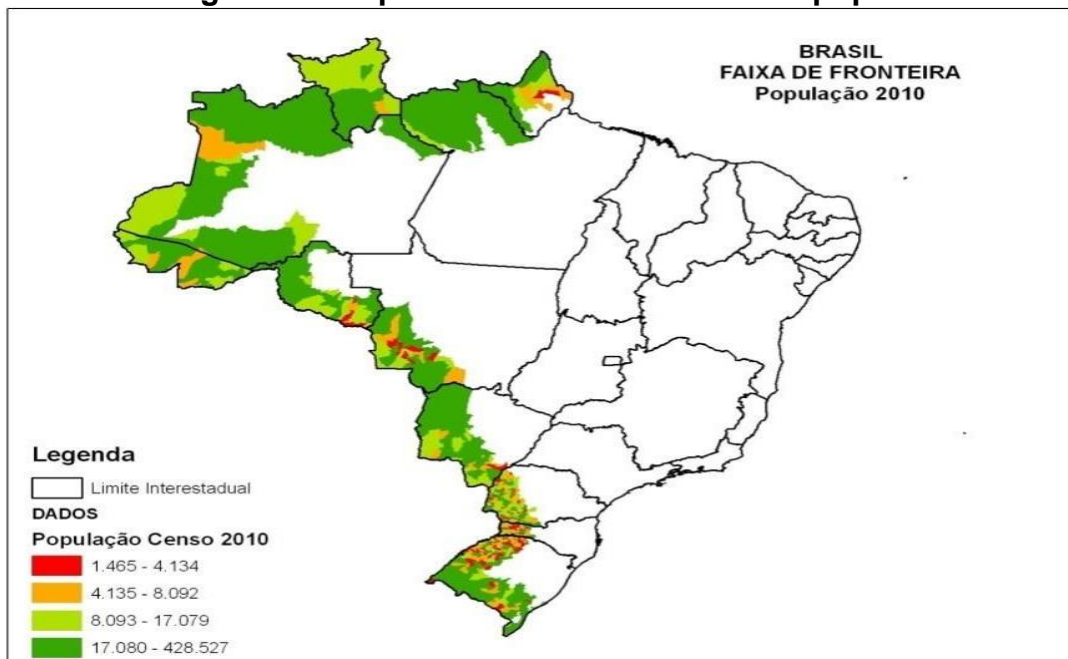 BRASIL
FAIXA DE FRONTEIRA
População 2010
Legenda
Limite Interestadual
DADOS
População Censo 2010
1.465 - 4.134
4.135 - 8.092
8.093 - 17.079
17.080 - 428.527